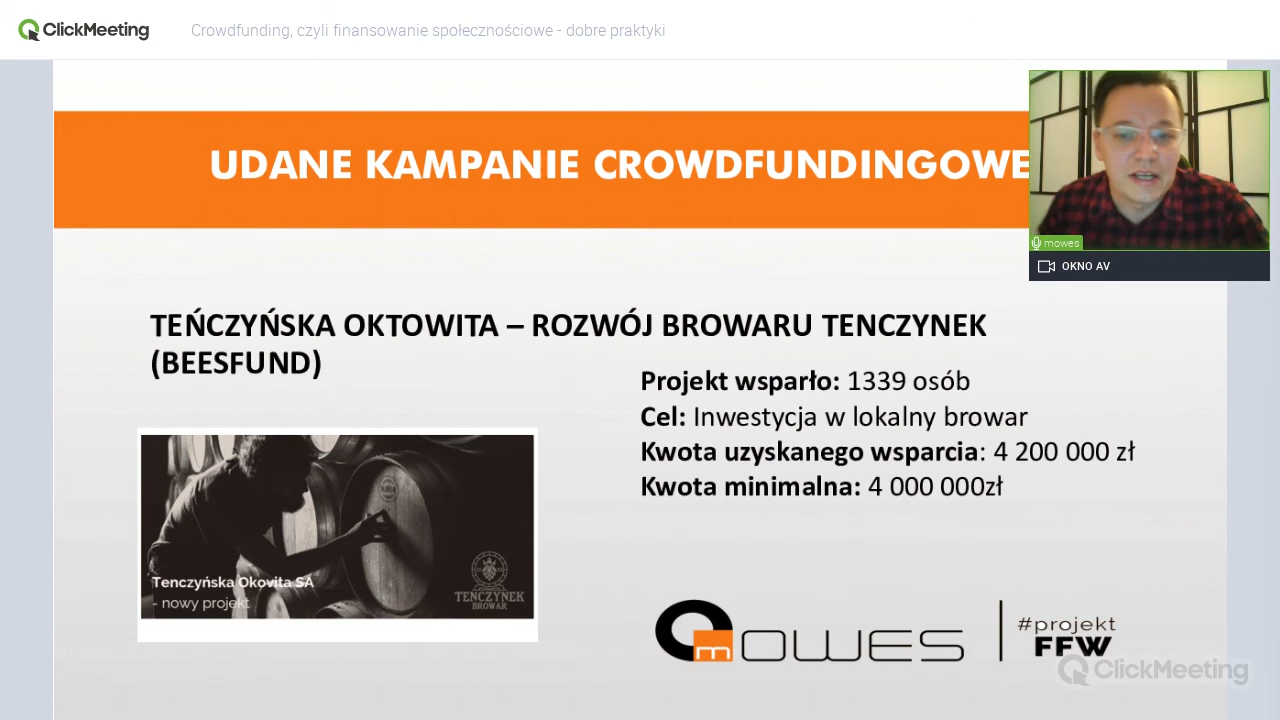 ClickMeeting
Crowdfunding, czyli finansowanie społecznościowe - dobre praktyki
UDANE KAMPANIE CROWDFUNDINGOWE
mowes
OKNO AV
TEŃCZYŃSKA OKTOWITA – ROZWÓJ BROWARU TENCZYNEK
(BEESFUND)
Projekt wsparło: 1339 osób
Cel: Inwestycja w lokalny browar
Kwota uzyskanego wsparcia: 4 200 000 zł
Kwota minimalna: 4 000 000zł
Tenczyńska Okovita SA
- nowy projekt
TENCZYNEK
BROWAR
m OWES
#projekt
FFW
ClickMeeting